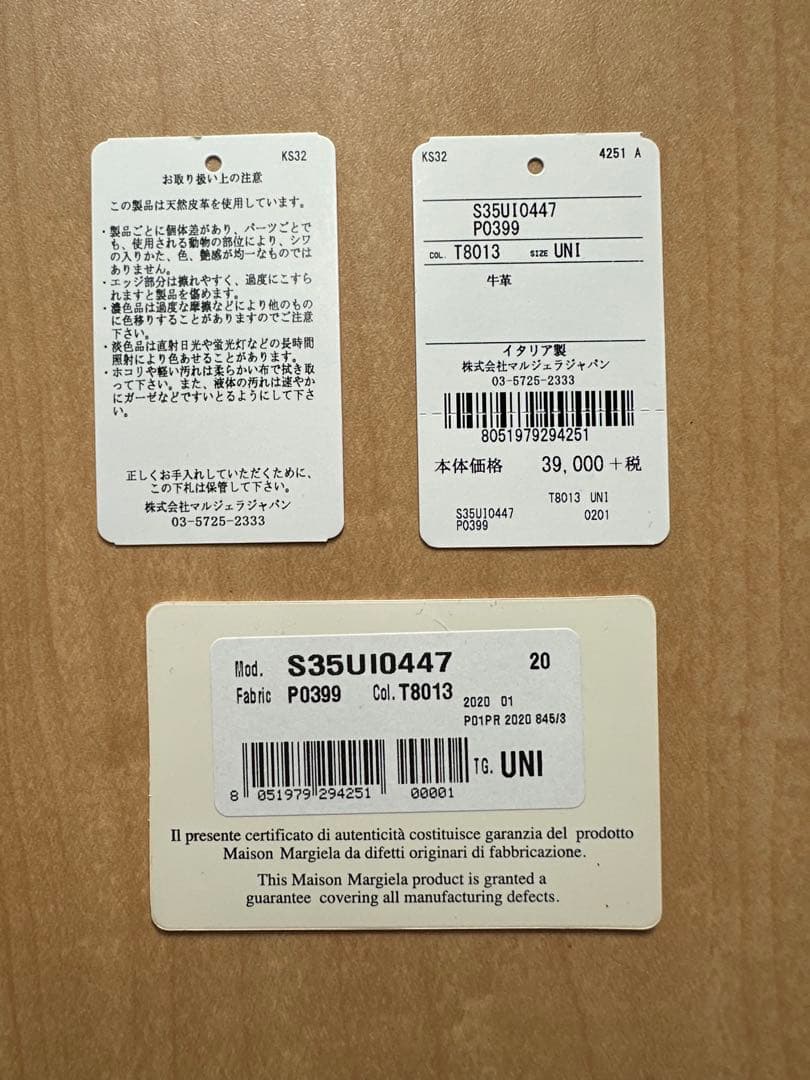 KS32
お取り扱い上の注意
この製品は天然皮革を使用しています。
・製品ごとに個体差があり、パーツごとで
も、使用される動物の部位により、シワ
の入りかた、色、艶感が均一なものでは
ありません。
・エッジ部分は擦れやすく、過度にこすら
れますと製品を傷めます。
・濃色品は過度な摩擦などにより他のもの
に色移りすることがありますのでご注意
下さい。
・淡色品は直射日光や蛍光灯などの長時間
照射により色あせることがあります。
・ホコリや軽い汚れは柔らかい布で拭き取
って下さい。また、液体の汚れは速やか
にガーゼなどですいとるようにして下さ
い。
正しくお手入れしていただくために、
この下札は保管して下さい。
株式会社マルジェラジャパン
03-5725-2333
KS32 4251 A
S35UI0447
P0399
COL. T8013 SIZE UNI
牛革
イタリア製
株式会社マルジェラジャパン
03-5725-2333
8051979294251
本体価格 39,000+税
T8013 UNI
S35UI0447 0201
P0399
Mod. S35UI0447 20
Fabric P0399 Col. T8013 2020 01
P01PR 2020 845/3
TG. UNI
8 051979 294251 00001
Il presente certificato di autenticità costituisce garanzia del prodotto
Maison Margiela da difetti originari di fabbricazione.
This Maison Margiela product is granted a
guarantee covering all manufacturing defects.